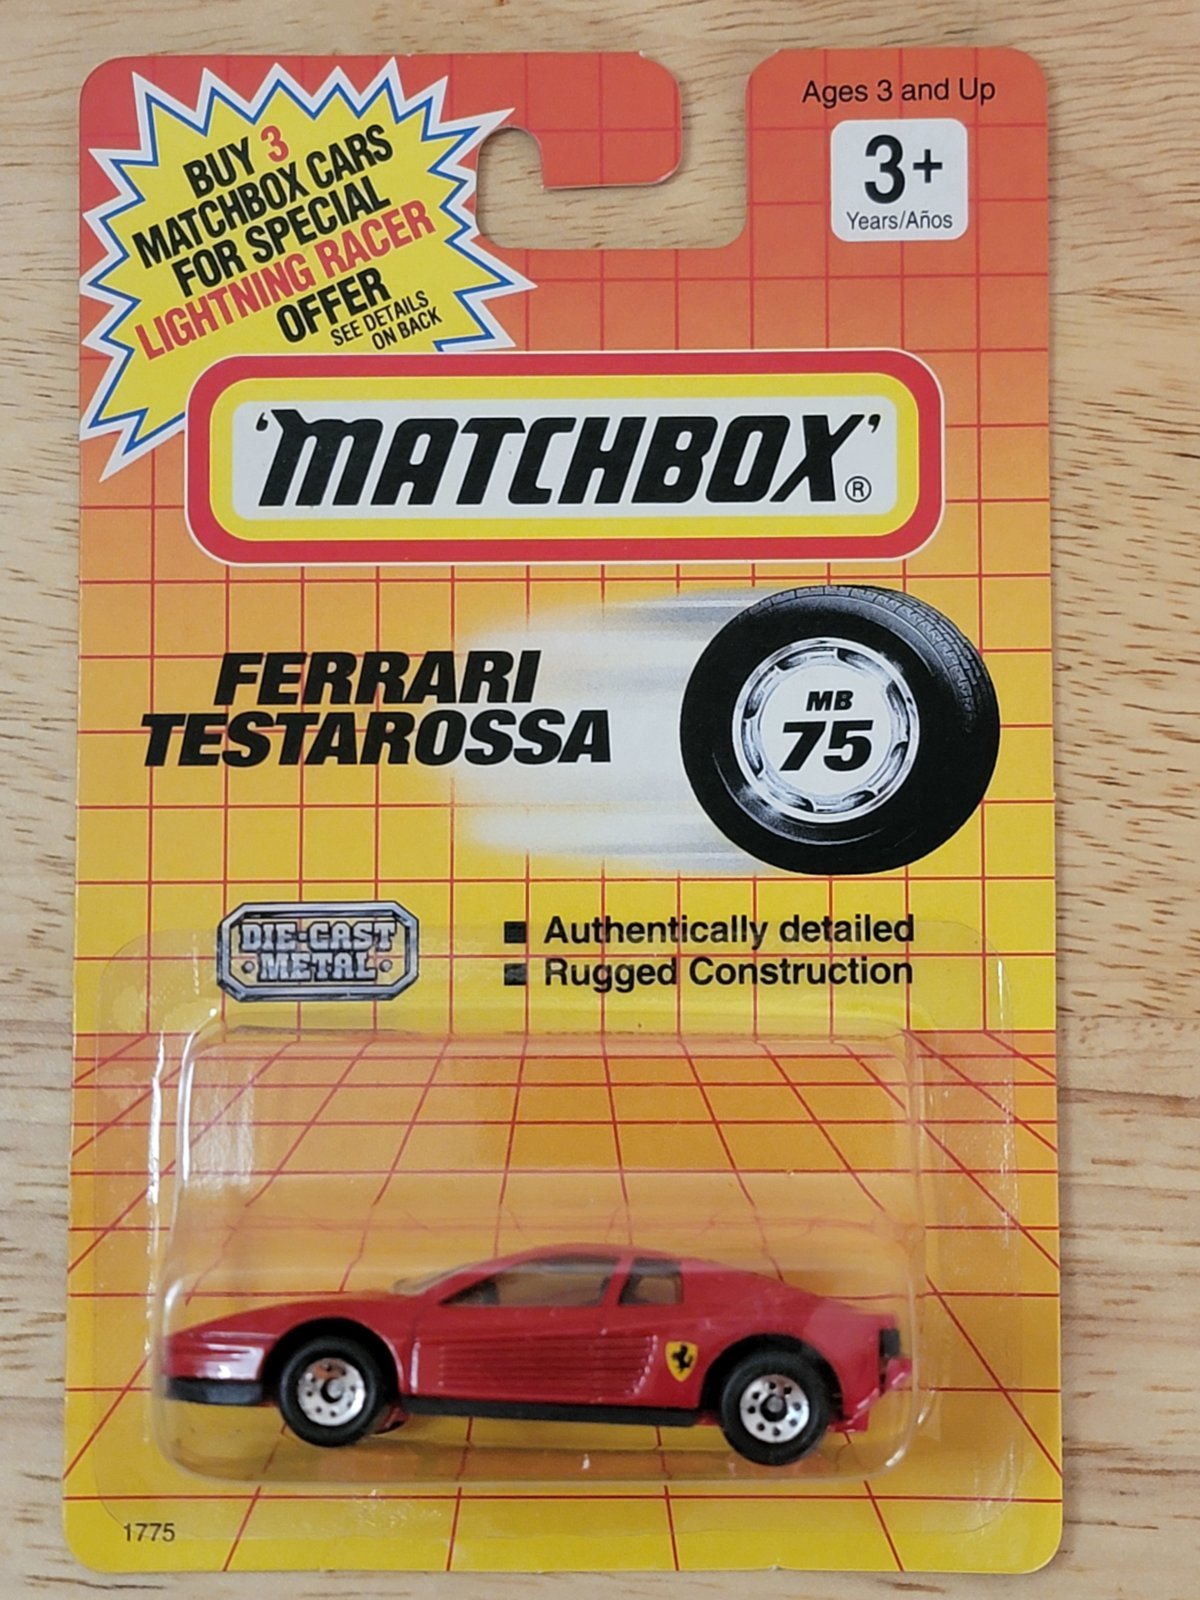 BUY 3
MATCHBOX CARS
FOR SPECIAL
LIGHTNING RACER
OFFER
SEE DETAILS
ON BACK
Ages 3 and Up
3+
Years/Años
'MATCHBOX'®
FERRARI
TESTAROSSA
MB
75
DIE-CAST
METAL
■ Authentically detailed
■ Rugged Construction
1775